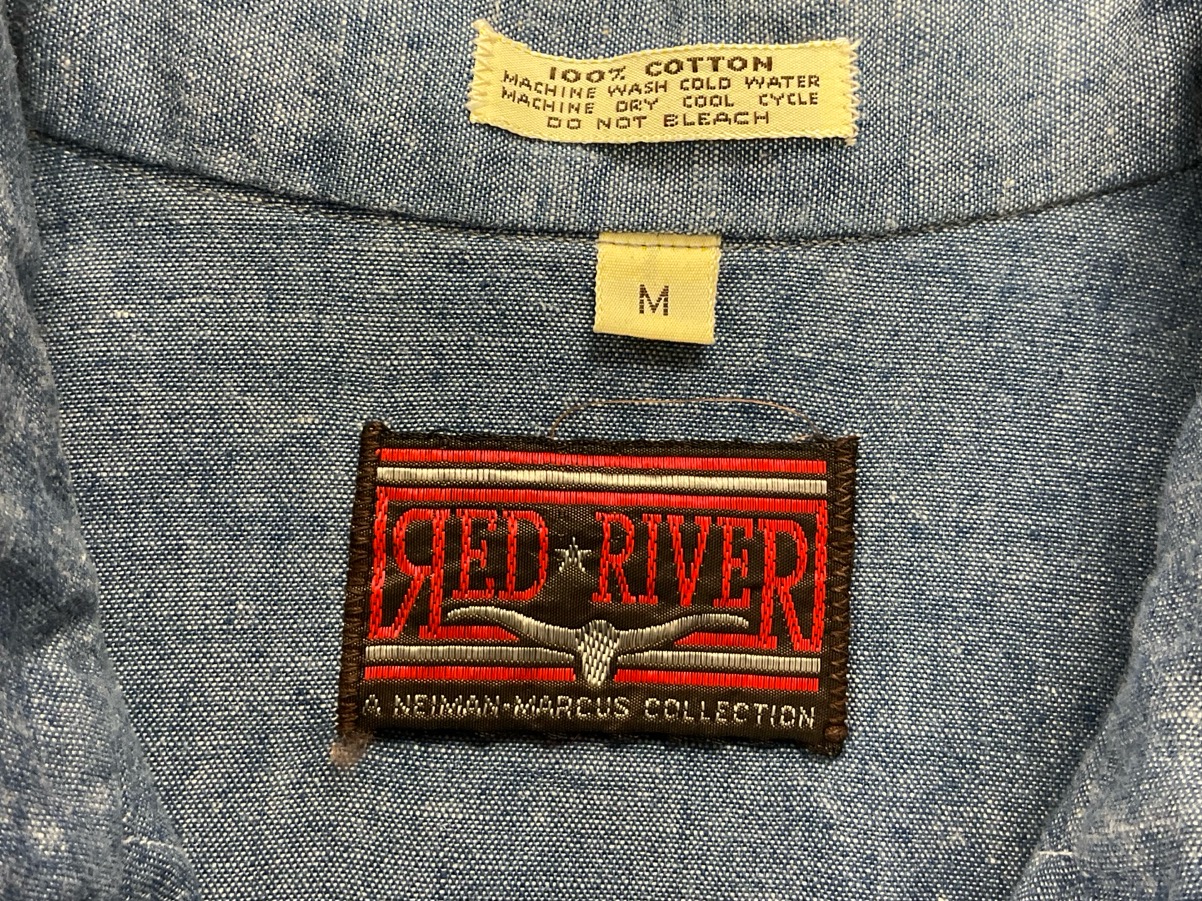 100% COTTON
MACHINE WASH COLD WATER
MACHINE DRY COOL CYCLE
DO NOT BLEACH
M
RED RIVER
A NEIMAN-MARCUS COLLECTION